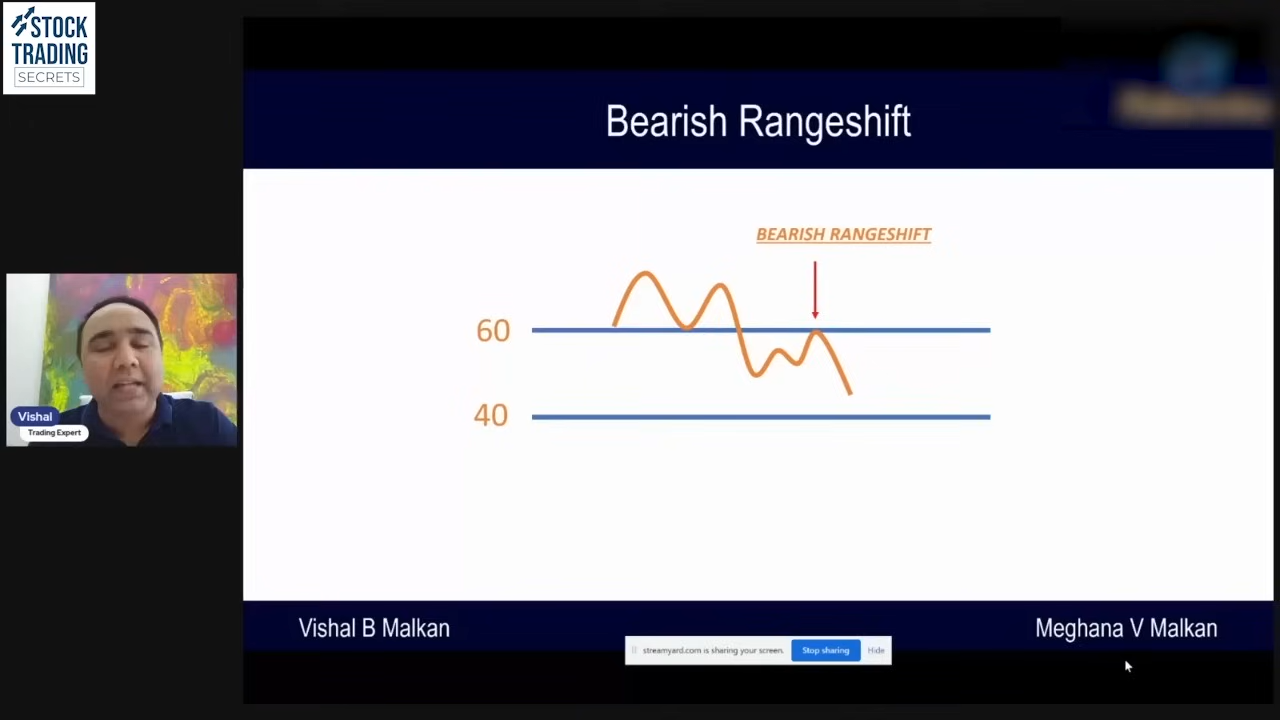 STOCK
TRADING
SECRETS
Bearish Rangeshift
BEARISH RANGESHIFT
60
40
Vishal
Trading Expert
Vishal B Malkan
Meghana V Malkan
streamyard.com is sharing your screen.
Stop sharing
Hide